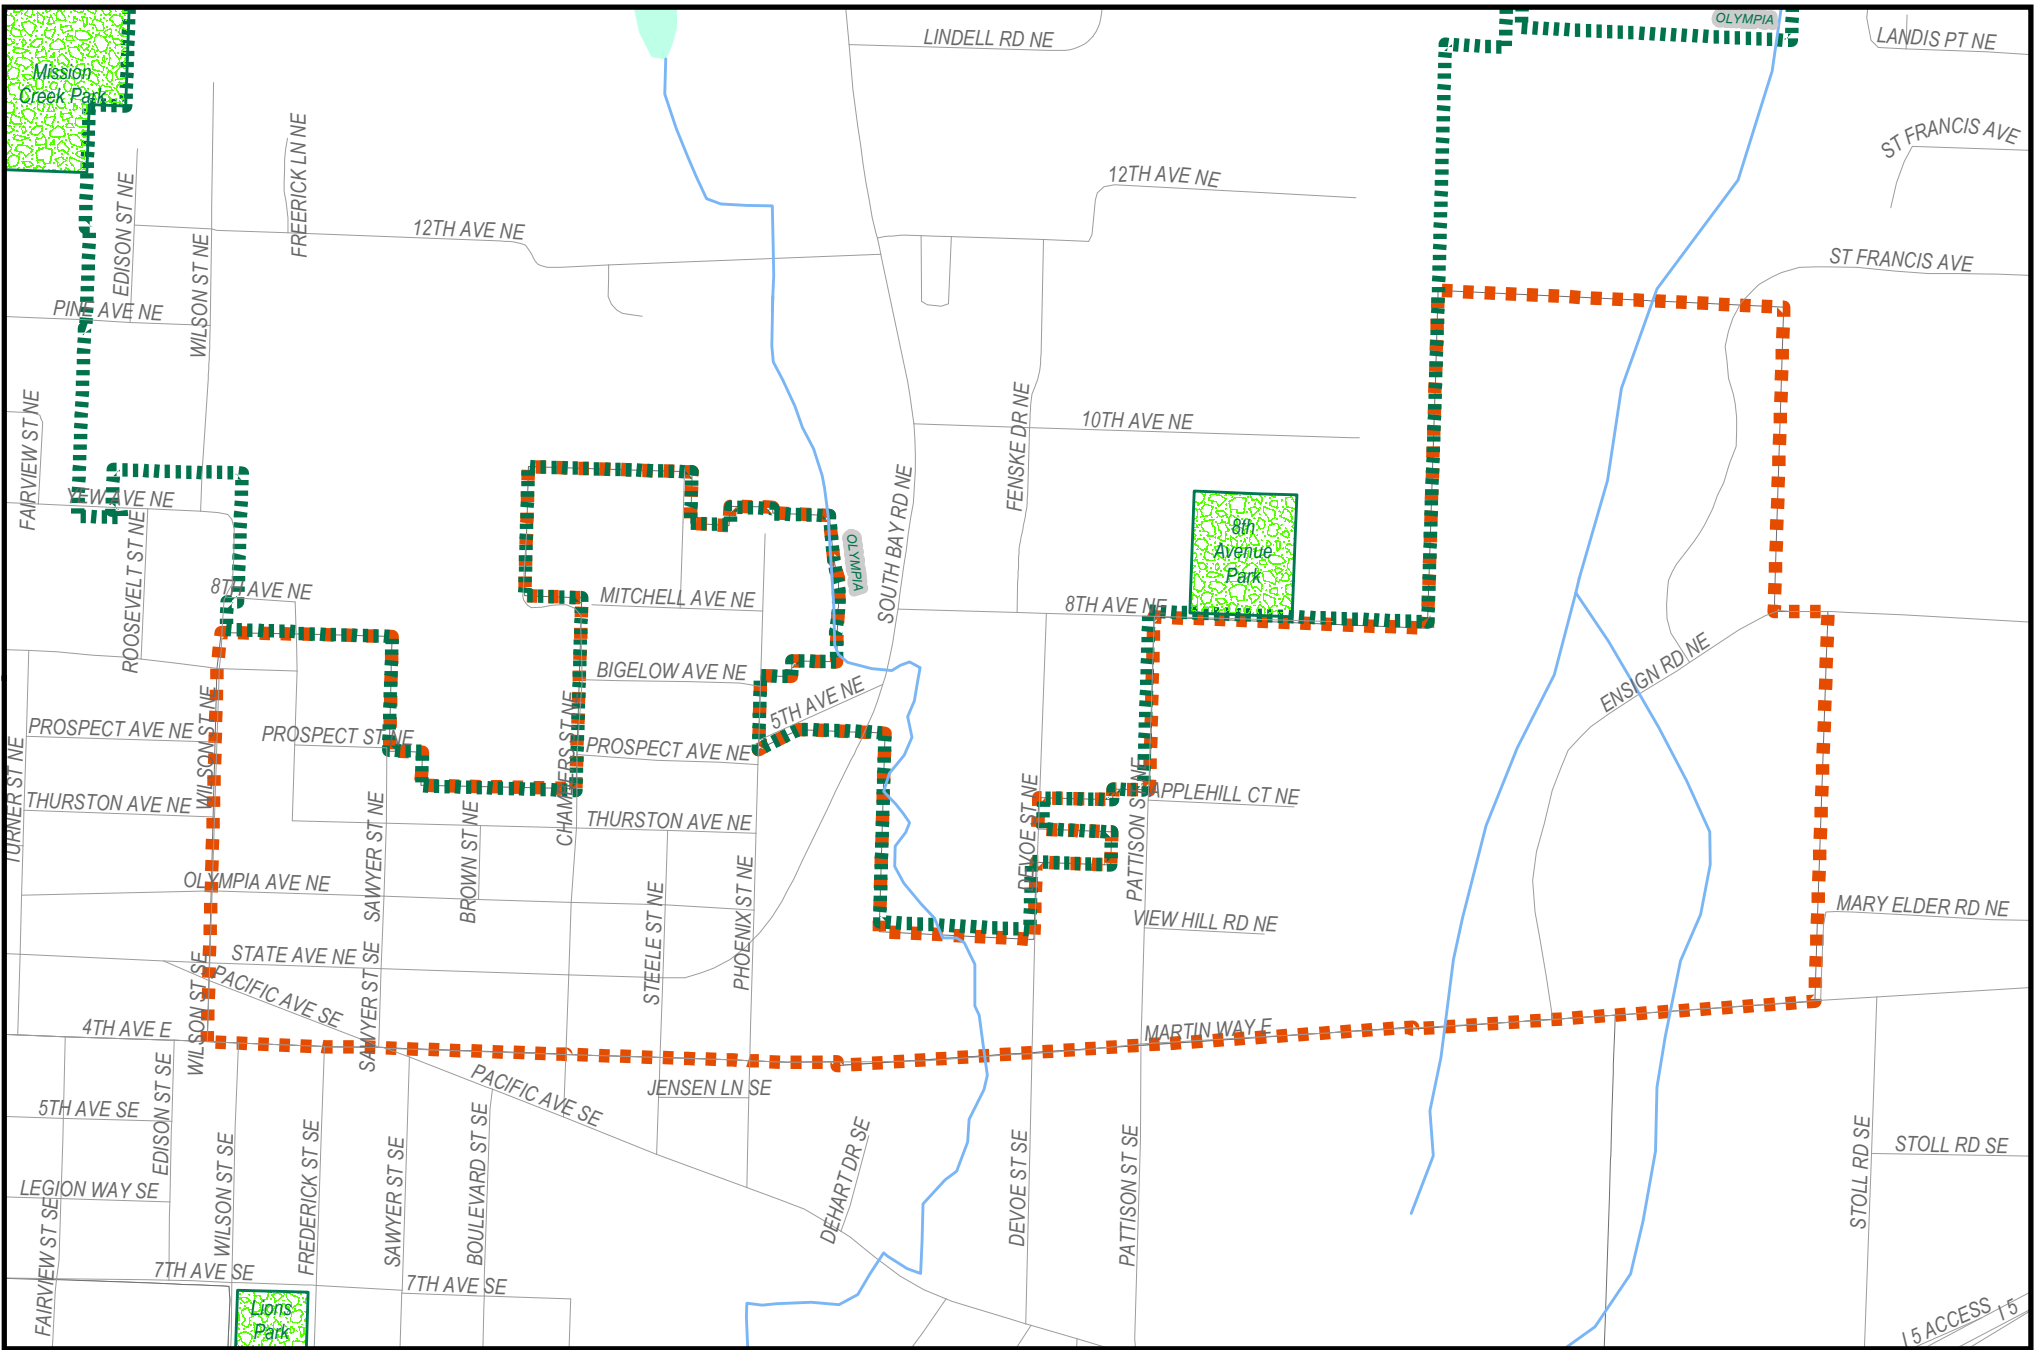 OLYMPIA
LINDELL RD NE
LANDIS PT NE
Mission
Creek Park
FREERICK LN NE
ST FRANCIS AVE
12TH AVE NE
EDISON ST NE
12TH AVE NE
WILSON ST NE
ST FRANCIS AVE
PINE AVE NE
FAIRVIEW ST NE
FENSKE DR NE
10TH AVE NE
YEW AVE NE
ROOSEVELT ST NE
OLYMPIA
SOUTH BAY RD NE
8th
Avenue
Park
8TH AVE NE
MITCHELL AVE NE
8TH AVE NE
BIGELOW AVE NE
5TH AVE NE
ENSIGN RD NE
WILSON ST NE
PROSPECT AVE NE
PROSPECT ST NE
CHAMBERS ST NE
PROSPECT AVE NE
TURNER ST NE
THURSTON AVE NE
SAWYER ST NE
BROWN ST NE
THURSTON AVE NE
DEVOE ST NE
PATTISON ST NE
APPLEHILL CT NE
OLYMPIA AVE NE
STEELE ST NE
PHOENIX ST NE
VIEW HILL RD NE
MARY ELDER RD NE
STATE AVE NE
SAWYER ST SE
WILSON ST SE
PACIFIC AVE SE
4TH AVE E
MARTIN WAY E
PACIFIC AVE SE
JENSEN LN SE
5TH AVE SE
EDISON ST SE
WILSON ST SE
FREDERICK ST SE
SAWYER ST SE
BOULEVARD ST SE
DEHART DR SE
DEVOE ST SE
PATTISON ST SE
STOLL RD SE
STOLL RD SE
LEGION WAY SE
FAIRVIEW ST SE
7TH AVE SE
7TH AVE SE
Lions
Park
I 5 ACCESS
I 5